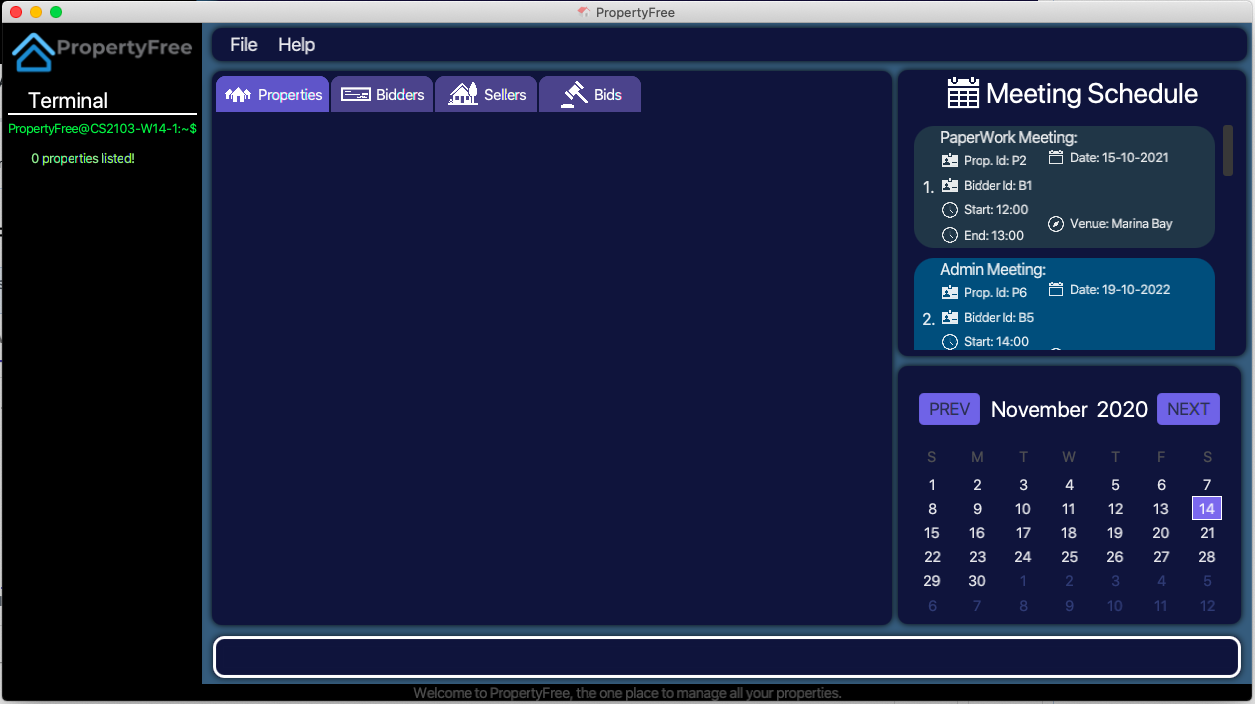 PropertyFree
PropertyFree
File Help
Terminal
PropertyFree@CS2103-W14-1:~$
0 properties listed!
Properties Bidders Sellers Bids
Meeting Schedule
1.
PaperWork Meeting:
Prop. Id: P2
Date: 15-10-2021
Bidder Id: B1
Start: 12:00
Venue: Marina Bay
End: 13:00
2.
Admin Meeting:
Prop. Id: P6
Date: 19-10-2022
Bidder Id: B5
Start: 14:00
PREV November 2020 NEXT
S M T W T F S
1 2 3 4 5 6 7
8 9 10 11 12 13 14
15 16 17 18 19 20 21
22 23 24 25 26 27 28
29 30 1 2 3 4 5
6 7 8 9 10 11 12
Welcome to PropertyFree, the one place to manage all your properties.